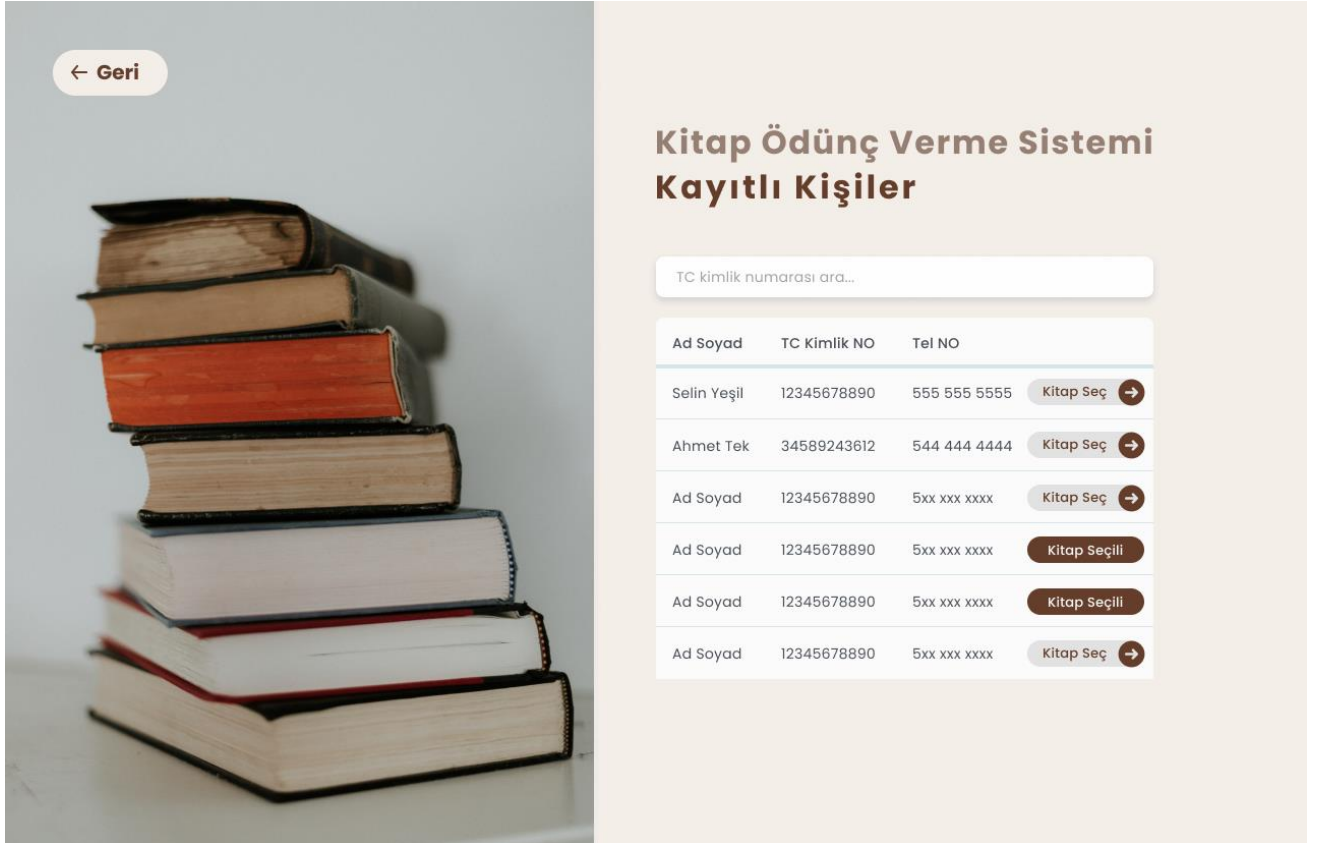 ← Geri
Kitap Ödünç Verme Sistemi
Kayıtlı Kişiler
TC kimlik numarası ara...
Ad Soyad TC Kimlik NO Tel NO
Selin Yeşil 12345678890 555 555 5555 Kitap Seç →
Ahmet Tek 34589243612 544 444 4444 Kitap Seç →
Ad Soyad 12345678890 5xx xxx xxxx Kitap Seç →
Ad Soyad 12345678890 5xx xxx xxxx Kitap Seçili
Ad Soyad 12345678890 5xx xxx xxxx Kitap Seçili
Ad Soyad 12345678890 5xx xxx xxxx Kitap Seç →